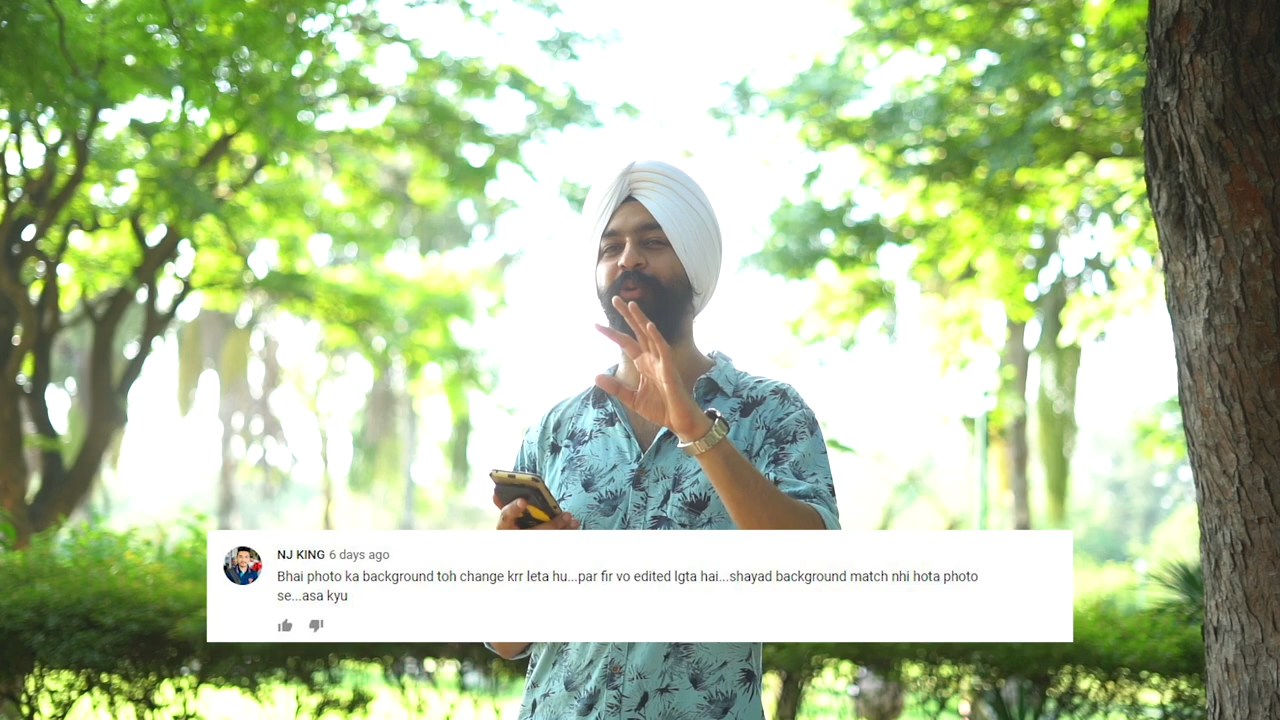 NJ KING 6 days ago
Bhai photo ka background toh change krr leta hu...par fir vo edited lgta hai...shayad background match nhi hota photo
se...asa kyu